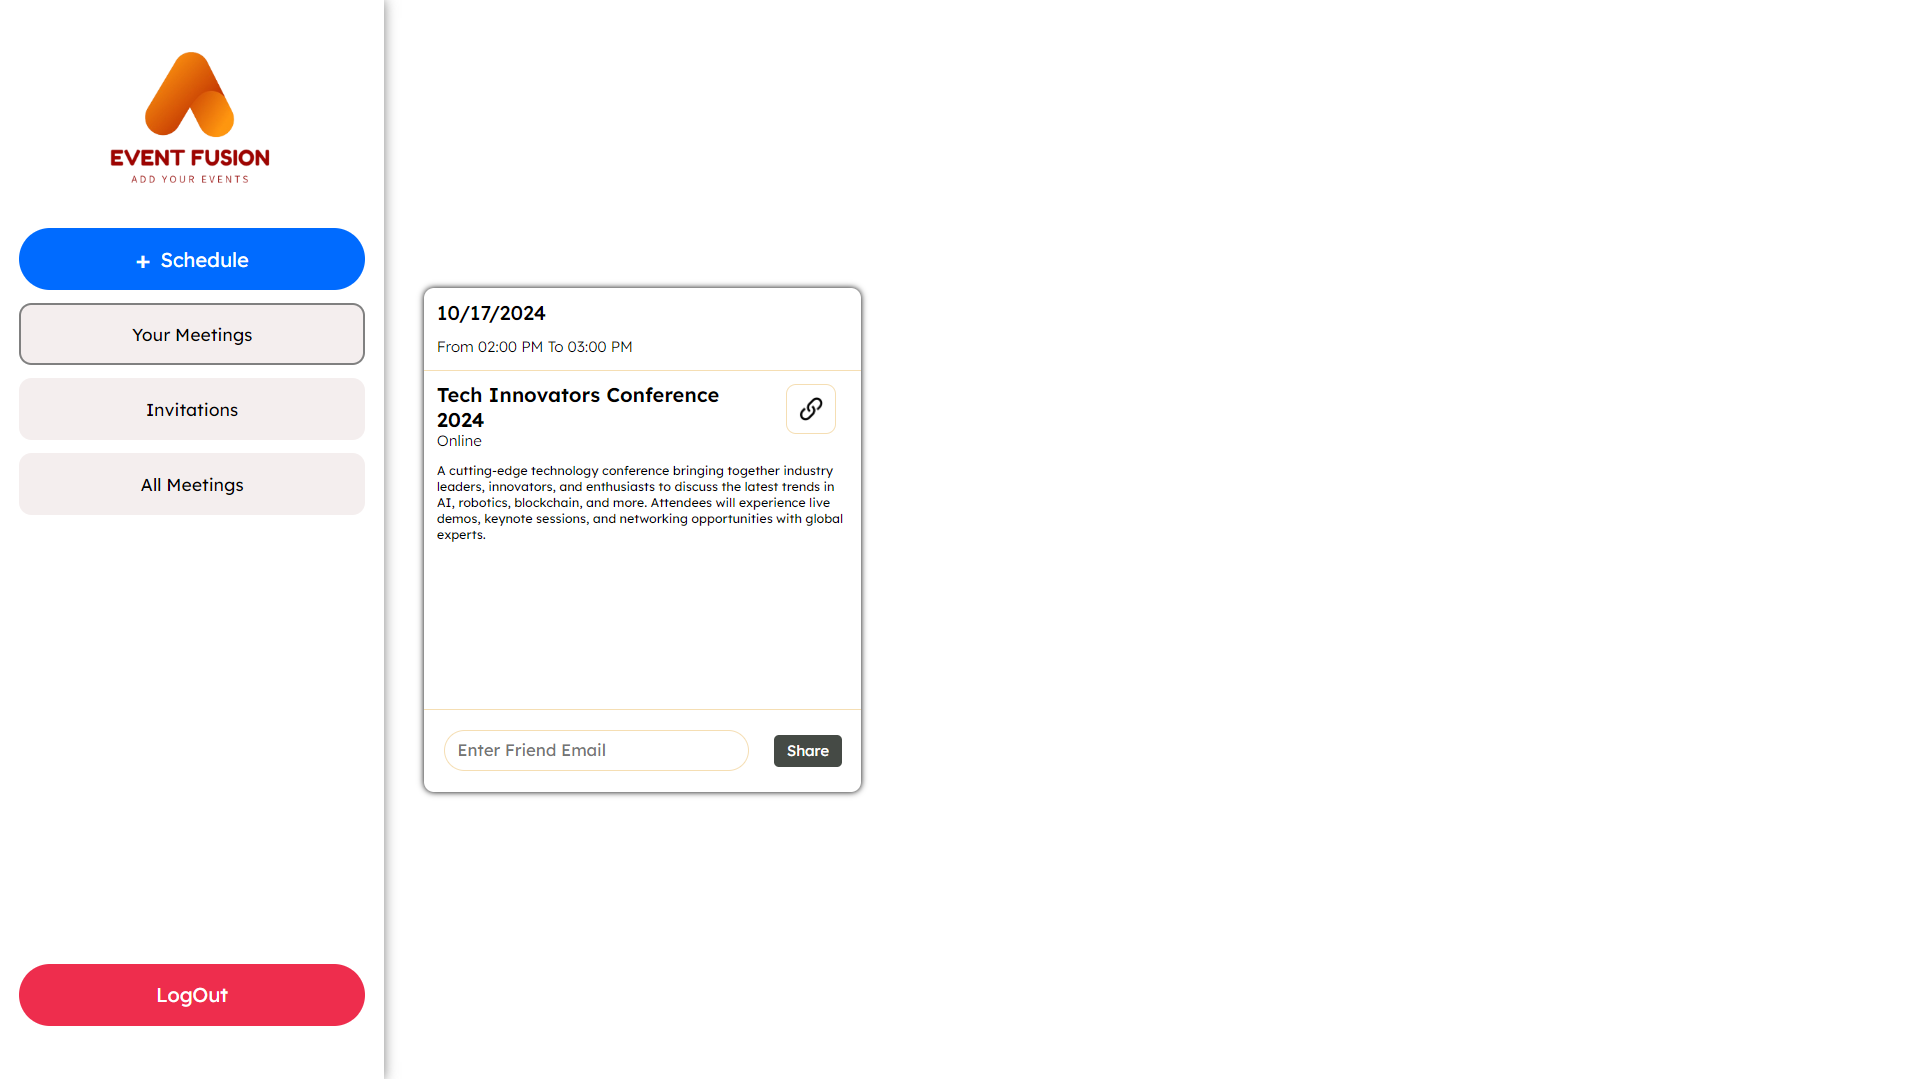 EVENT FUSION
ADD YOUR EVENTS
+ Schedule
Your Meetings
Invitations
All Meetings
LogOut
10/17/2024
From 02:00 PM To 03:00 PM
Tech Innovators Conference
2024
Online
A cutting-edge technology conference bringing together industry
leaders, innovators, and enthusiasts to discuss the latest trends in
AI, robotics, blockchain, and more. Attendees will experience live
demos, keynote sessions, and networking opportunities with global
experts.
Enter Friend Email
Share